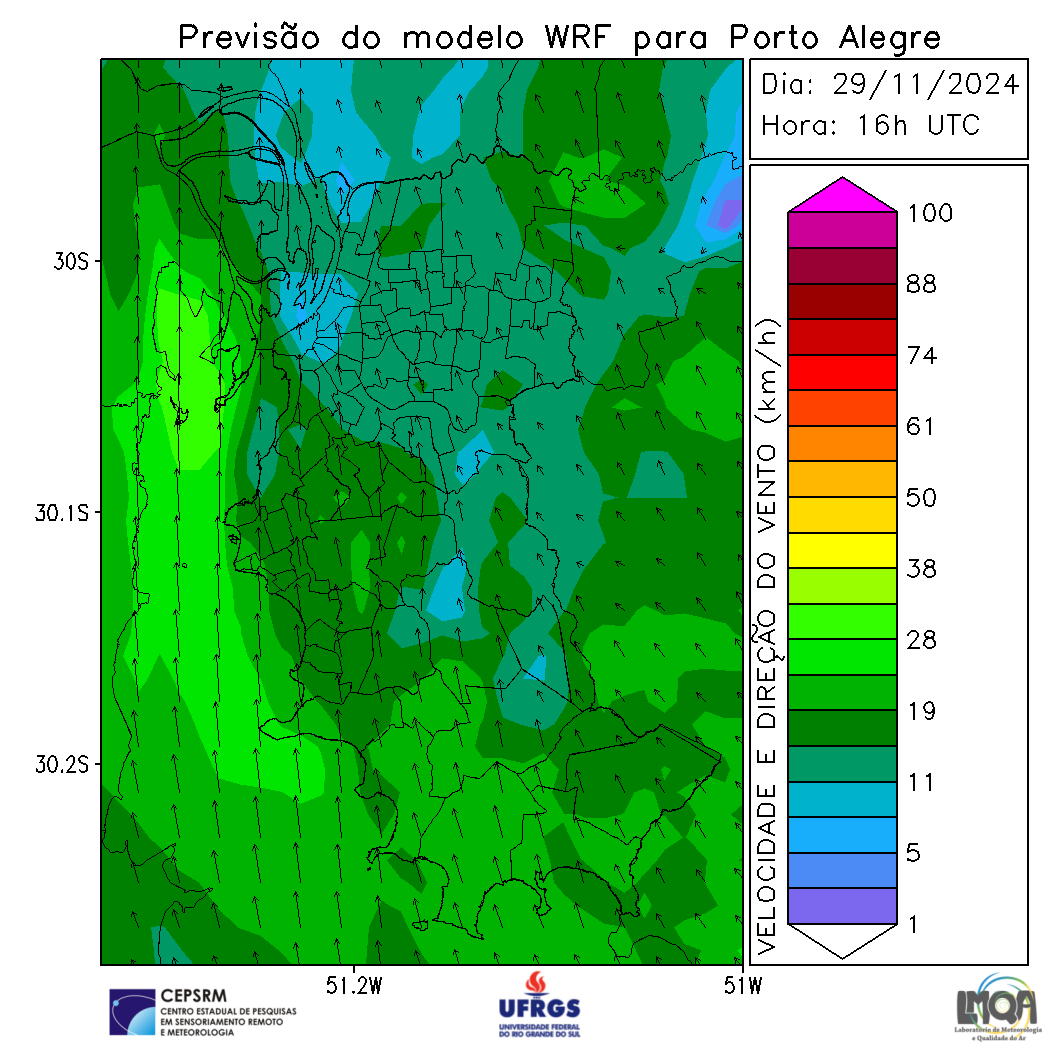 Previsão do modelo WRF para Porto Alegre
Dia: 29/11/2024
Hora: 16h UTC
30S
30.1S
30.2S
51.2W
51W
VELOCIDADE E DIREÇÃO DO VENTO (km/h)
100
88
74
61
50
38
28
19
11
5
1
CEPSRM
CENTRO ESTADUAL DE PESQUISAS
EM SENSORIAMENTO REMOTO
E METEOROLOGIA
UFRGS
UNIVERSIDADE FEDERAL
DO RIO GRANDE DO SUL
LMQA
Laboratório de Meteorologia
e Qualidade do Ar